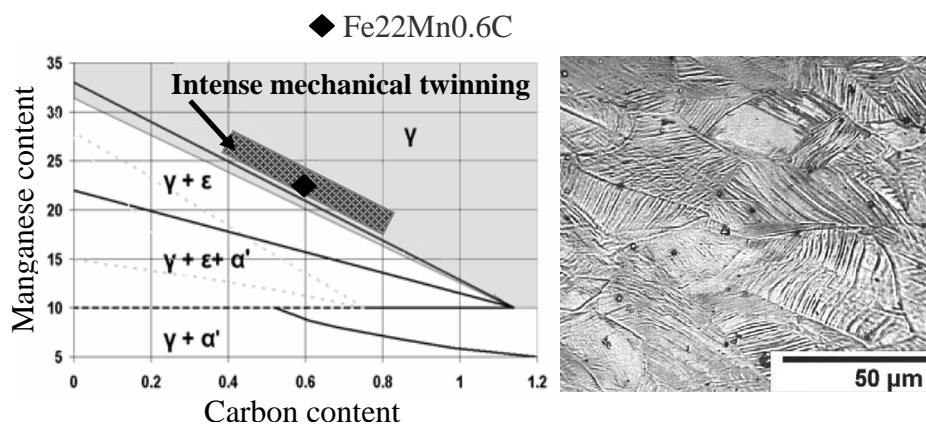 ◆ Fe22Mn0.6C
Intense mechanical twinning
Manganese content
35
35
30
25
20
15
10
5
γ
γ + ε
γ + ε+ α'
γ + α'
0
0.2
0.4
0.6
0.8
1
1.2
Carbon content
50 μm